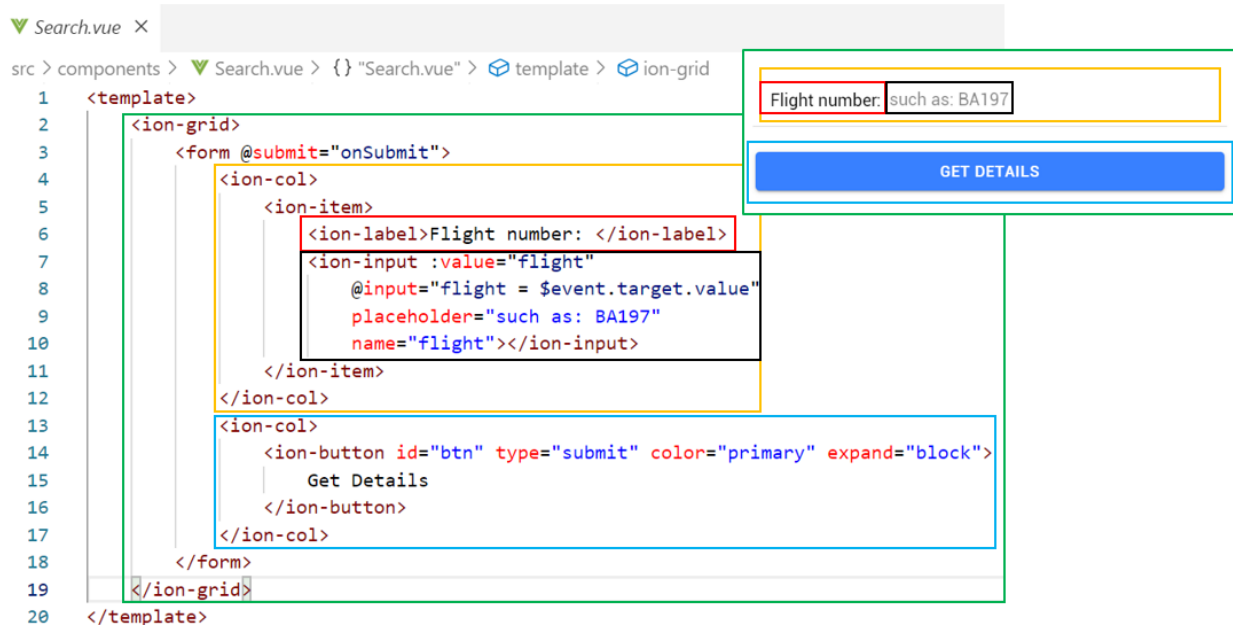 Search.vue ×
src > components > Search.vue > {} "Search.vue" > template > ion-grid
1 <template>
2 <ion-grid>
3 <form @submit="onSubmit">
4 <ion-col>
5 <ion-item>
6 <ion-label>Flight number: </ion-label>
7 <ion-input :value="flight"
8 @input="flight = $event.target.value"
9 placeholder="such as: BA197"
10 name="flight"></ion-input>
11 </ion-item>
12 </ion-col>
13 <ion-col>
14 <ion-button id="btn" type="submit" color="primary" expand="block">
15 Get Details
16 </ion-button>
17 </ion-col>
18 </form>
19 </ion-grid>
20 </template>
Flight number: such as: BA197
GET DETAILS